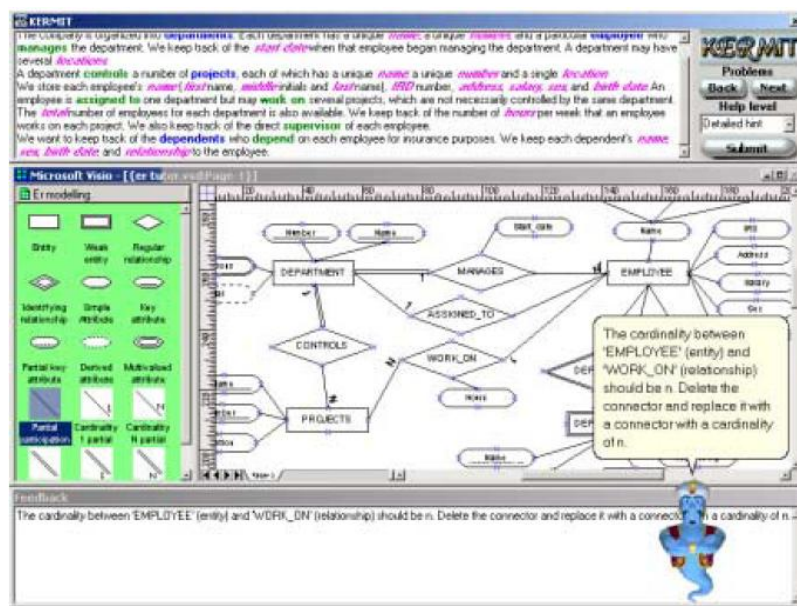 KERMIT
The company is organized into departments. Each department has a unique name, a unique number, and a particular employee who
manages the department. We keep track of the start date when that employee began managing the department. A department may have
several locations
A department controls a number of projects, each of which has a unique name a unique number and a single location
We store each employee's name( first name, middle initials and last name), IRD number, address, salary, sex, and birth date An
employee is assigned to one department but may work on several projects, which are not necessarily controlled by the same department.
The total number of employees for each department is also available. We keep track of the number of hours per week that an employee
works on each project. We also keep track of the direct supervisor of each employee.
We want to keep track of the dependents who depend on each employee for insurance purposes. We keep each dependent's name,
sex, birth date, and relationship to the employee.
KERMIT
Problems
Back Next
Help level
Detailed hint
Submit
Microsoft Visio - [(er tutor.vsd:Page-1)]
Er modelling
Entity
Weak entity
Regular relationship
Identifying relationship
Simple Attribute
Key attribute
Partial key attribute
Derived attribute
Multivalued attribute
Partial participation
Cardinality 1 partial
Cardinality N partial
Number
Name
Start_date
Name
IRD
Address
Salary
Sex
DEPARTMENT
MANAGES
EMPLOYEE
ASSIGNED_TO
CONTROLS
WORK_ON
Hours
PROJECTS
N
1
Name
The cardinality between
'EMPLOYEE' (entity) and
'WORK_ON' (relationship)
should be n. Delete the
connector and replace it with
a connector with a cardinality
of n.
Page-1
Feedback
The cardinality between 'EMPLOYEE' (entity) and 'WORK_ON' (relationship) should be n. Delete the connector and replace it with a connector with a cardinality of n.